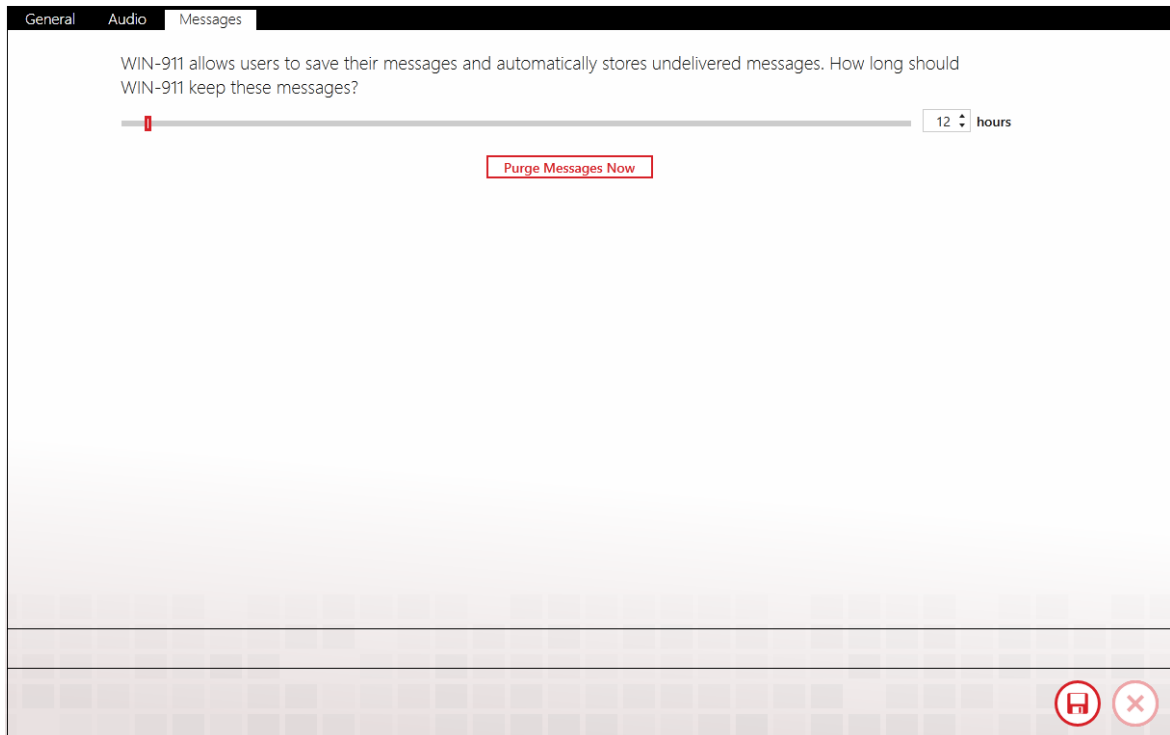 General Audio Messages
WIN-911 allows users to save their messages and automatically stores undelivered messages. How long should
WIN-911 keep these messages?
12 hours
Purge Messages Now